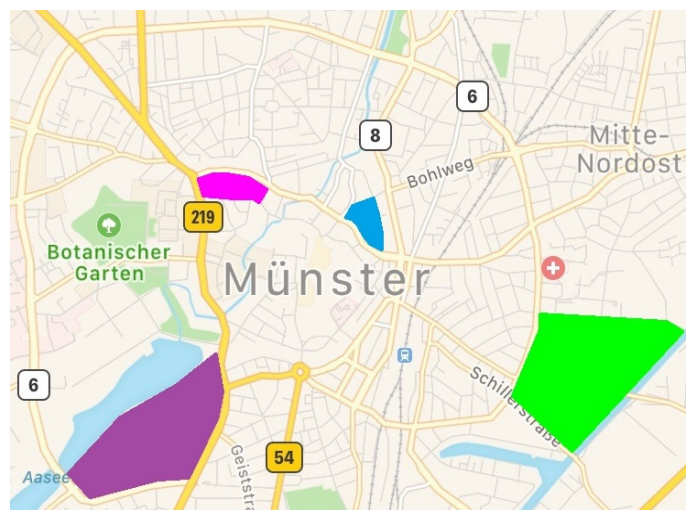 6
8
Mitte-
Nordost
Bohlweg
219
Botanischer
Garten
Münster
6
Schillerstraße
Aasee
54
Geiststra